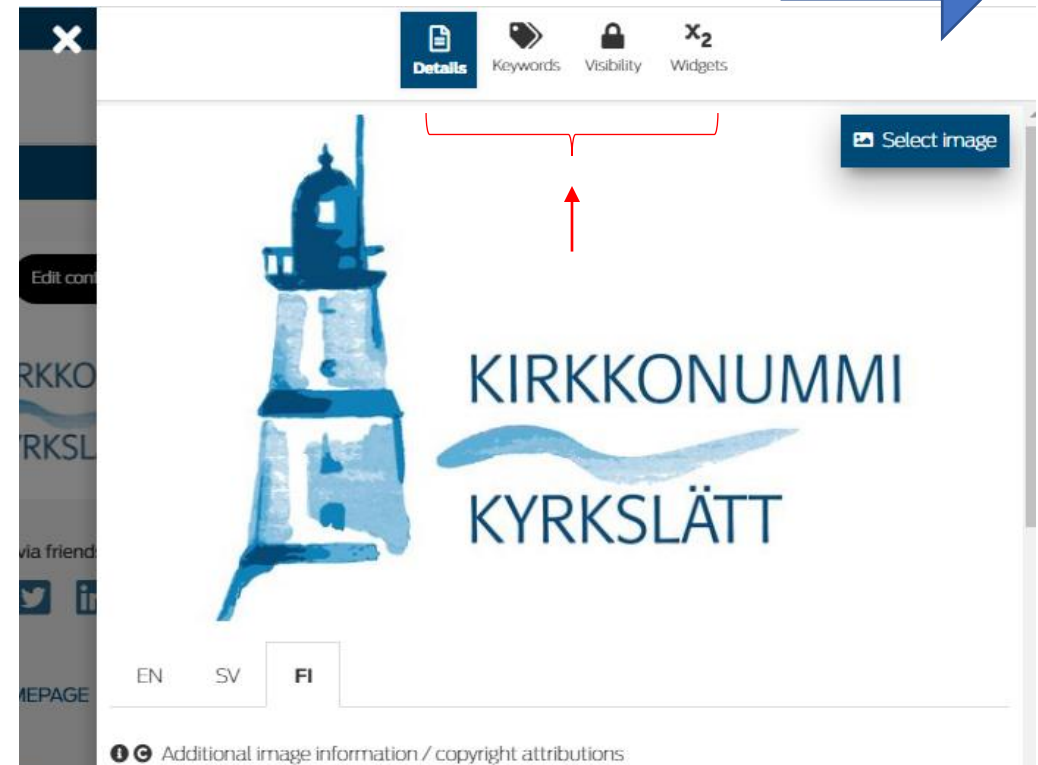 Details Keywords Visibility x₂ Widgets
Select image
Edit cont
KIRKKONUMMI
KYRKSLÄTT
RKKO
RKSL
via friends
EN SV FI
MEPAGE
Additional image information / copyright attributions